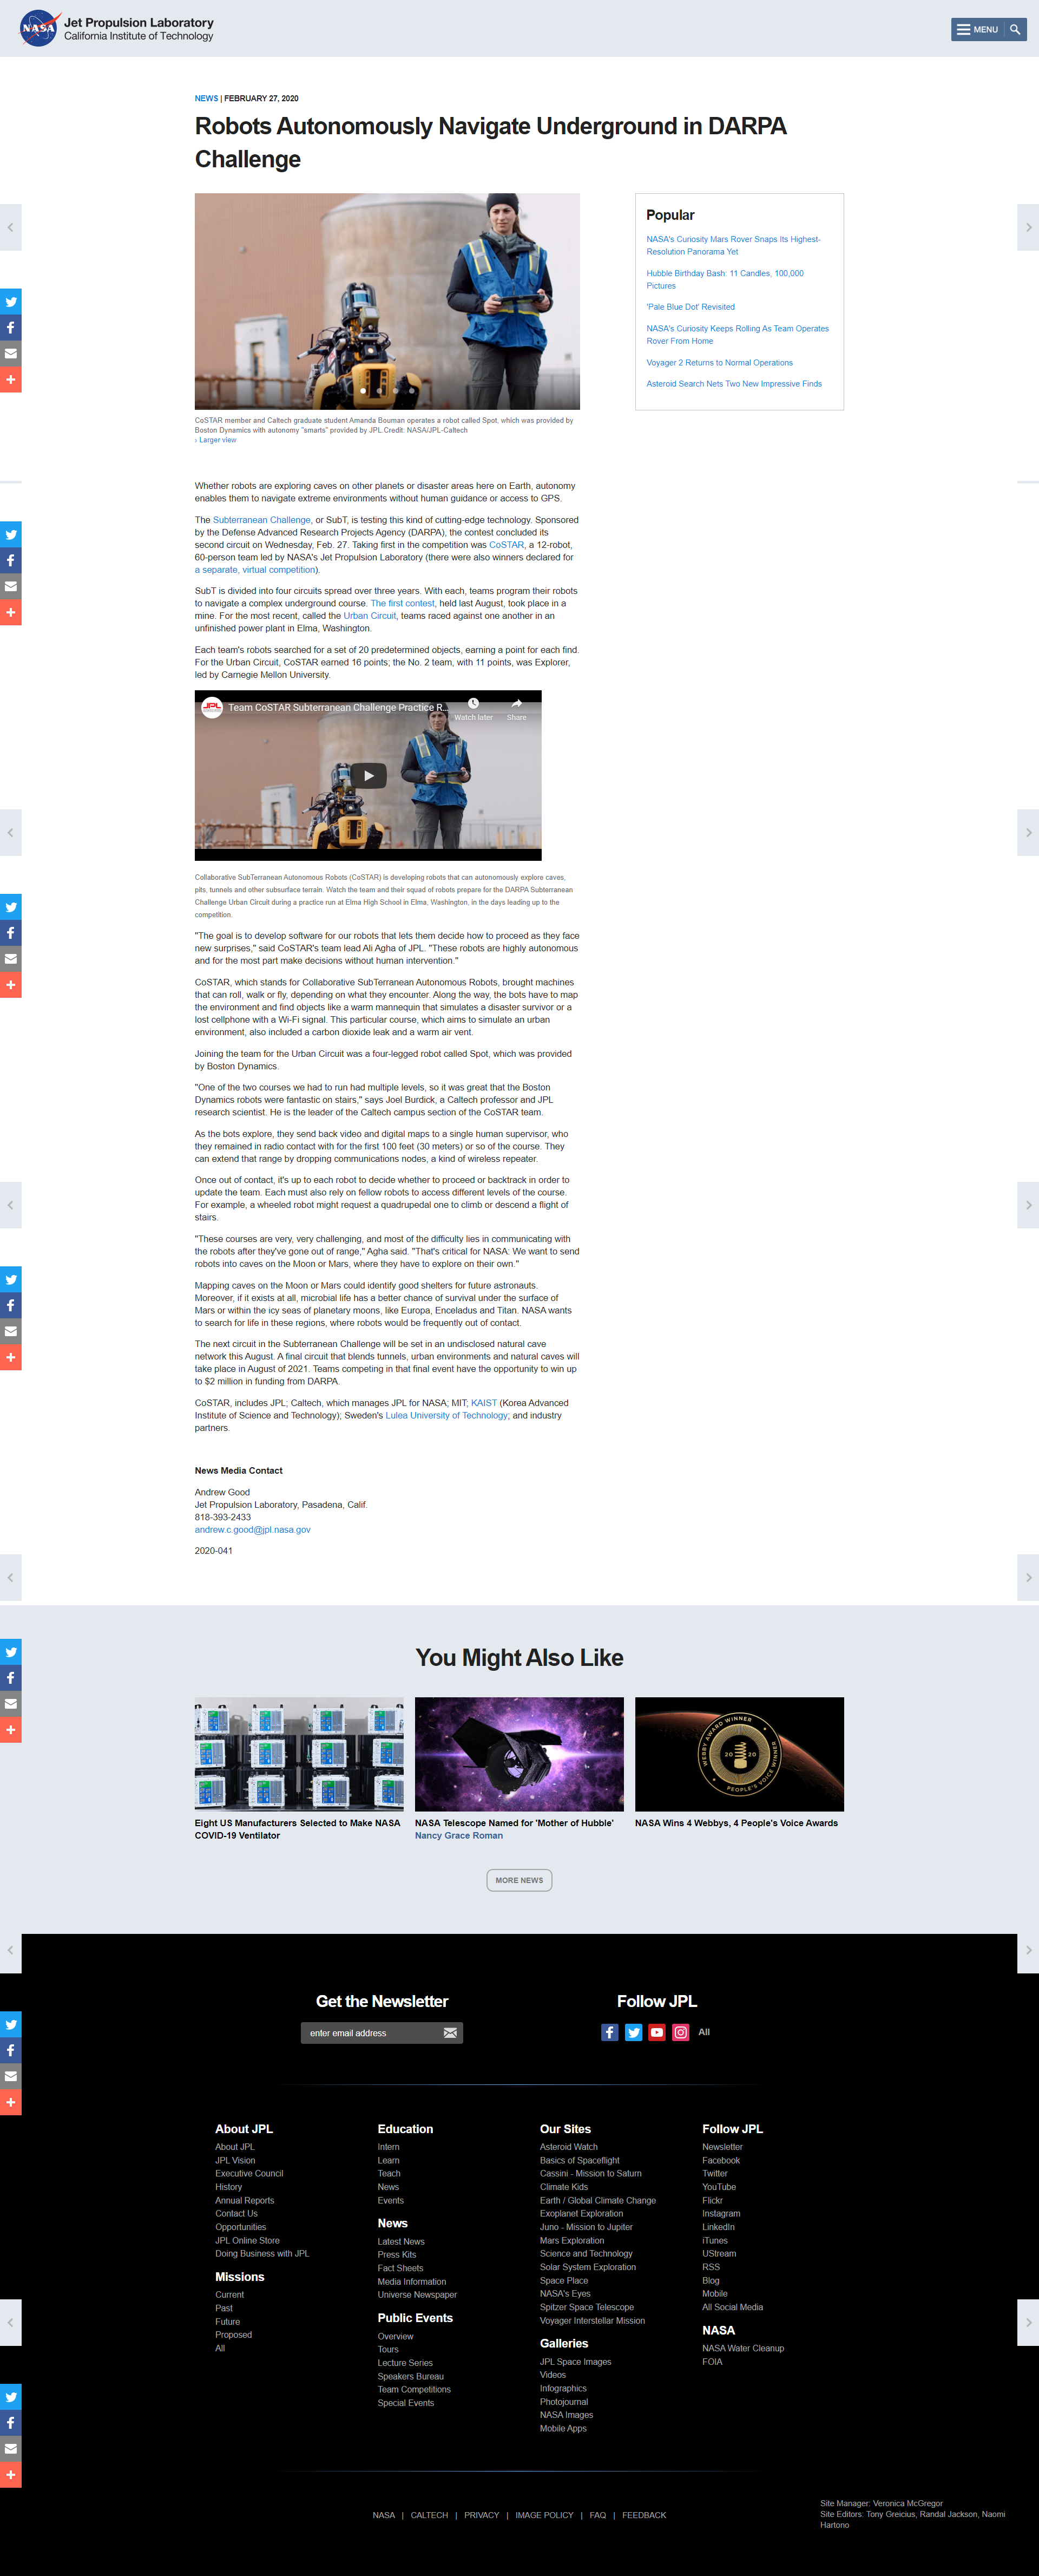 NASA
Jet Propulsion Laboratory
California Institute of Technology
MENU
NEWS | FEBRUARY 27, 2020
Robots Autonomously Navigate Underground in DARPA
Challenge
CoSTAR member and Caltech graduate student Amanda Bouman operates a robot called Spot, which was provided by
Boston Dynamics with autonomy "smarts" provided by JPL.Credit: NASA/JPL-Caltech
› Larger view
Popular
NASA's Curiosity Mars Rover Snaps Its Highest-
Resolution Panorama Yet
Hubble Birthday Bash: 11 Candles, 100,000
Pictures
'Pale Blue Dot' Revisited
NASA's Curiosity Keeps Rolling As Team Operates
Rover From Home
Voyager 2 Returns to Normal Operations
Asteroid Search Nets Two New Impressive Finds
Whether robots are exploring caves on other planets or disaster areas here on Earth, autonomy
enables them to navigate extreme environments without human guidance or access to GPS.
The Subterranean Challenge, or SubT, is testing this kind of cutting-edge technology. Sponsored
by the Defense Advanced Research Projects Agency (DARPA), the contest concluded its
second circuit on Wednesday, Feb. 27. Taking first in the competition was CoSTAR, a 12-robot,
60-person team led by NASA's Jet Propulsion Laboratory (there were also winners declared for
a separate, virtual competition).
SubT is divided into four circuits spread over three years. With each, teams program their robots
to navigate a complex underground course. The first contest, held last August, took place in a
mine. For the most recent, called the Urban Circuit, teams raced against one another in an
unfinished power plant in Elma, Washington.
Each team's robots searched for a set of 20 predetermined objects, earning a point for each find.
For the Urban Circuit, CoSTAR earned 16 points; the No. 2 team, with 11 points, was Explorer,
led by Carnegie Mellon University.
JPL
Team CoSTAR Subterranean Challenge Practice R...
Watch later
Share
Collaborative SubTerranean Autonomous Robots (CoSTAR) is developing robots that can autonomously explore caves,
pits, tunnels and other subsurface terrain. Watch the team and their squad of robots prepare for the DARPA Subterranean
Challenge Urban Circuit during a practice run at Elma High School in Elma, Washington, in the days leading up to the
competition.
"The goal is to develop software for our robots that lets them decide how to proceed as they face
new surprises," said CoSTAR's team lead Ali Agha of JPL. "These robots are highly autonomous
and for the most part make decisions without human intervention."
CoSTAR, which stands for Collaborative SubTerranean Autonomous Robots, brought machines
that can roll, walk or fly, depending on what they encounter. Along the way, the bots have to map
the environment and find objects like a warm mannequin that simulates a disaster survivor or a
lost cellphone with a Wi-Fi signal. This particular course, which aims to simulate an urban
environment, also included a carbon dioxide leak and a warm air vent.
Joining the team for the Urban Circuit was a four-legged robot called Spot, which was provided
by Boston Dynamics.
"One of the two courses we had to run had multiple levels, so it was great that the Boston
Dynamics robots were fantastic on stairs," says Joel Burdick, a Caltech professor and JPL
research scientist. He is the leader of the Caltech campus section of the CoSTAR team.
As the bots explore, they send back video and digital maps to a single human supervisor, who
they remained in radio contact with for the first 100 feet (30 meters) or so of the course. They
can extend that range by dropping communications nodes, a kind of wireless repeater.
Once out of contact, it's up to each robot to decide whether to proceed or backtrack in order to
update the team. Each must also rely on fellow robots to access different levels of the course.
For example, a wheeled robot might request a quadrupedal one to climb or descend a flight of
stairs.
"These courses are very, very challenging, and most of the difficulty lies in communicating with
the robots after they've gone out of range," Agha said. "That's critical for NASA: We want to send
robots into caves on the Moon or Mars, where they have to explore on their own."
Mapping caves on the Moon or Mars could identify good shelters for future astronauts.
Moreover, if it exists at all, microbial life has a better chance of survival under the surface of
Mars or within the icy seas of planetary moons, like Europa, Enceladus and Titan. NASA wants
to search for life in these regions, where robots would be frequently out of contact.
The next circuit in the Subterranean Challenge will be set in an undisclosed natural cave
network this August. A final circuit that blends tunnels, urban environments and natural caves will
take place in August of 2021. Teams competing in that final event have the opportunity to win up
to $2 million in funding from DARPA.
CoSTAR, includes JPL; Caltech, which manages JPL for NASA; MIT; KAIST (Korea Advanced
Institute of Science and Technology); Sweden's Lulea University of Technology; and industry
partners.
News Media Contact
Andrew Good
Jet Propulsion Laboratory, Pasadena, Calif.
818-393-2433
andrew.c.good@jpl.nasa.gov
2020-041
You Might Also Like
WEBBY AWARD WINNER
2020
PEOPLE'S VOICE WINNER
Eight US Manufacturers Selected to Make NASA
COVID-19 Ventilator
NASA Telescope Named for 'Mother of Hubble'
Nancy Grace Roman
NASA Wins 4 Webbys, 4 People's Voice Awards
MORE NEWS
Get the Newsletter
enter email address
Follow JPL
All
About JPL
About JPL
JPL Vision
Executive Council
History
Annual Reports
Contact Us
Opportunities
JPL Online Store
Doing Business with JPL
Missions
Current
Past
Future
Proposed
All
Education
Intern
Learn
Teach
News
Events
News
Latest News
Press Kits
Fact Sheets
Media Information
Universe Newspaper
Public Events
Overview
Tours
Lecture Series
Speakers Bureau
Team Competitions
Special Events
Our Sites
Asteroid Watch
Basics of Spaceflight
Cassini - Mission to Saturn
Climate Kids
Earth / Global Climate Change
Exoplanet Exploration
Juno - Mission to Jupiter
Mars Exploration
Science and Technology
Solar System Exploration
Space Place
NASA's Eyes
Spitzer Space Telescope
Voyager Interstellar Mission
Galleries
JPL Space Images
Videos
Infographics
Photojournal
NASA Images
Mobile Apps
Follow JPL
Newsletter
Facebook
Twitter
YouTube
Flickr
Instagram
LinkedIn
iTunes
UStream
RSS
Blog
Mobile
All Social Media
NASA
NASA Water Cleanup
FOIA
NASA | CALTECH | PRIVACY | IMAGE POLICY | FAQ | FEEDBACK
Site Manager: Veronica McGregor
Site Editors: Tony Greicius, Randal Jackson, Naomi
Hartono